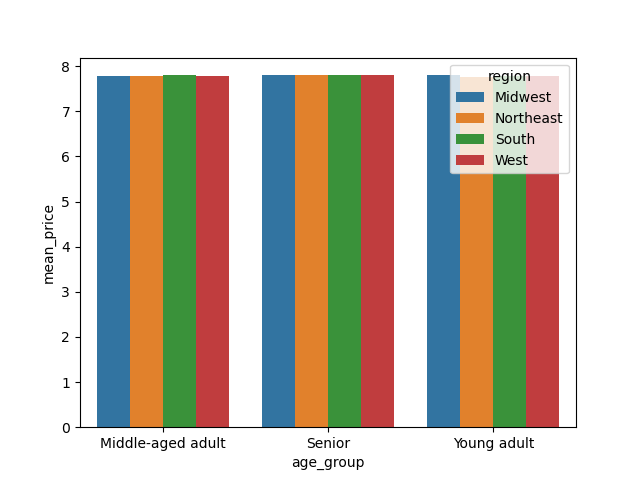 8
7
6
5
4
3
2
1
0
mean_price
region
Midwest
Northeast
South
West
Middle-aged adult
Senior
Young adult
age_group